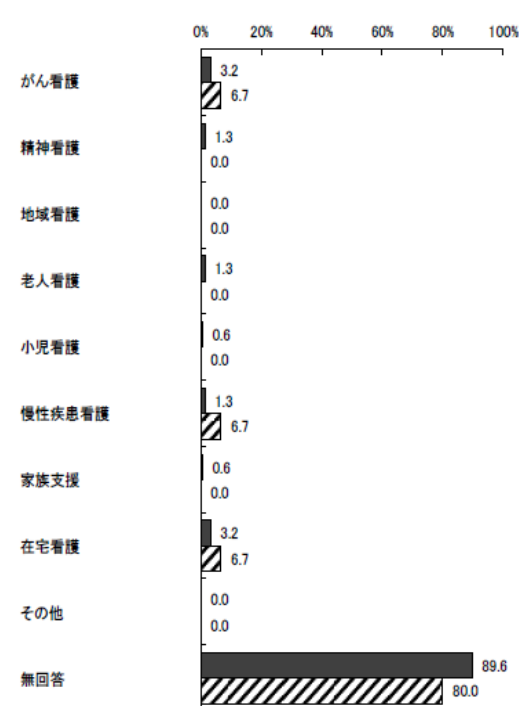 0% 20% 40% 60% 80% 100%
がん看護
3.2
6.7
精神看護
1.3
0.0
地域看護
0.0
0.0
老人看護
1.3
0.0
小児看護
0.6
0.0
慢性疾患看護
1.3
6.7
家族支援
0.6
0.0
在宅看護
3.2
6.7
その他
0.0
0.0
無回答
89.6
80.0